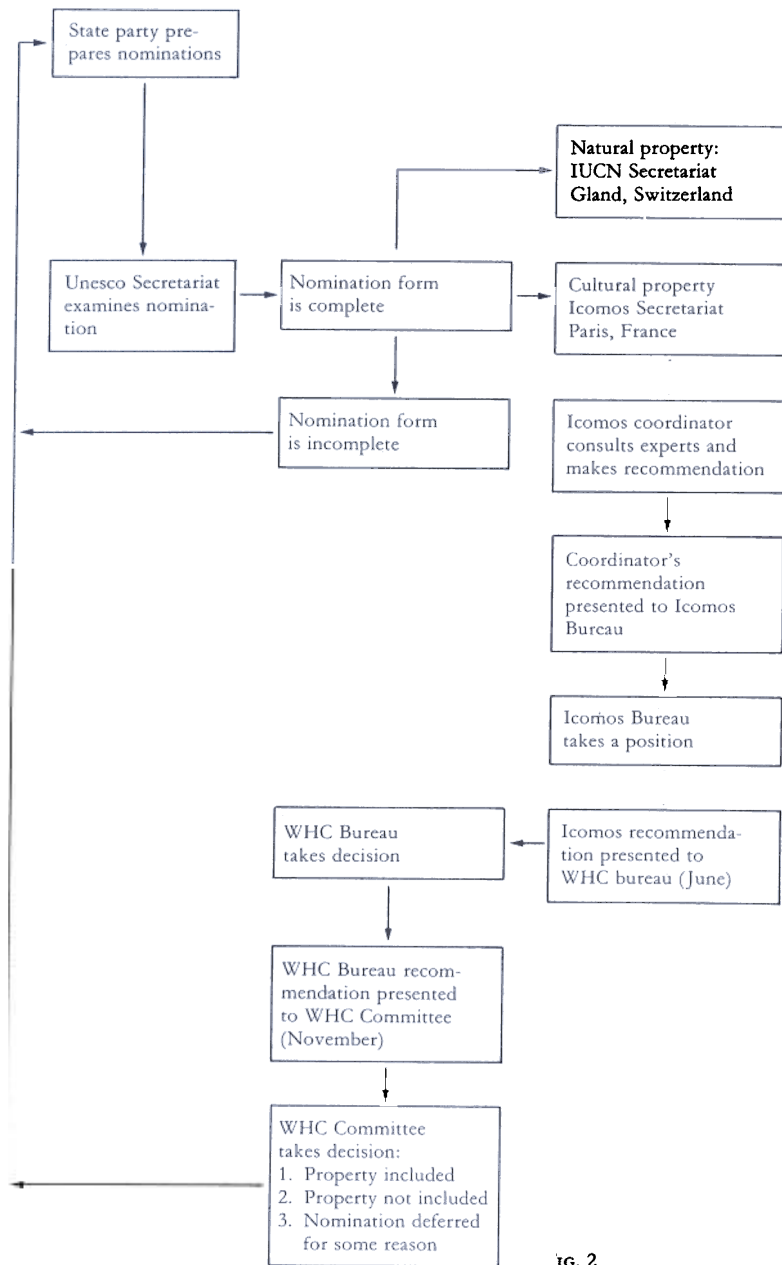 State party pre-
pares nominations
Natural property:
IUCN Secretariat
Gland, Switzerland
Unesco Secretariat
examines nomina-
tion
Nomination form
is complete
Cultural property
Icomos Secretariat
Paris, France
Nomination form
is incomplete
Icomos coordinator
consults experts and
makes recommendation
Coordinator's
recommendation
presented to Icomos
Bureau
Icomos Bureau
takes a position
WHC Bureau
takes decision
Icomos recommenda-
tion presented to
WHC bureau (June)
WHC Bureau recom-
mendation presented
to WHC Committee
(November)
WHC Committee
takes decision:
1. Property included
2. Property not included
3. Nomination deferred
for some reason
IG. 2